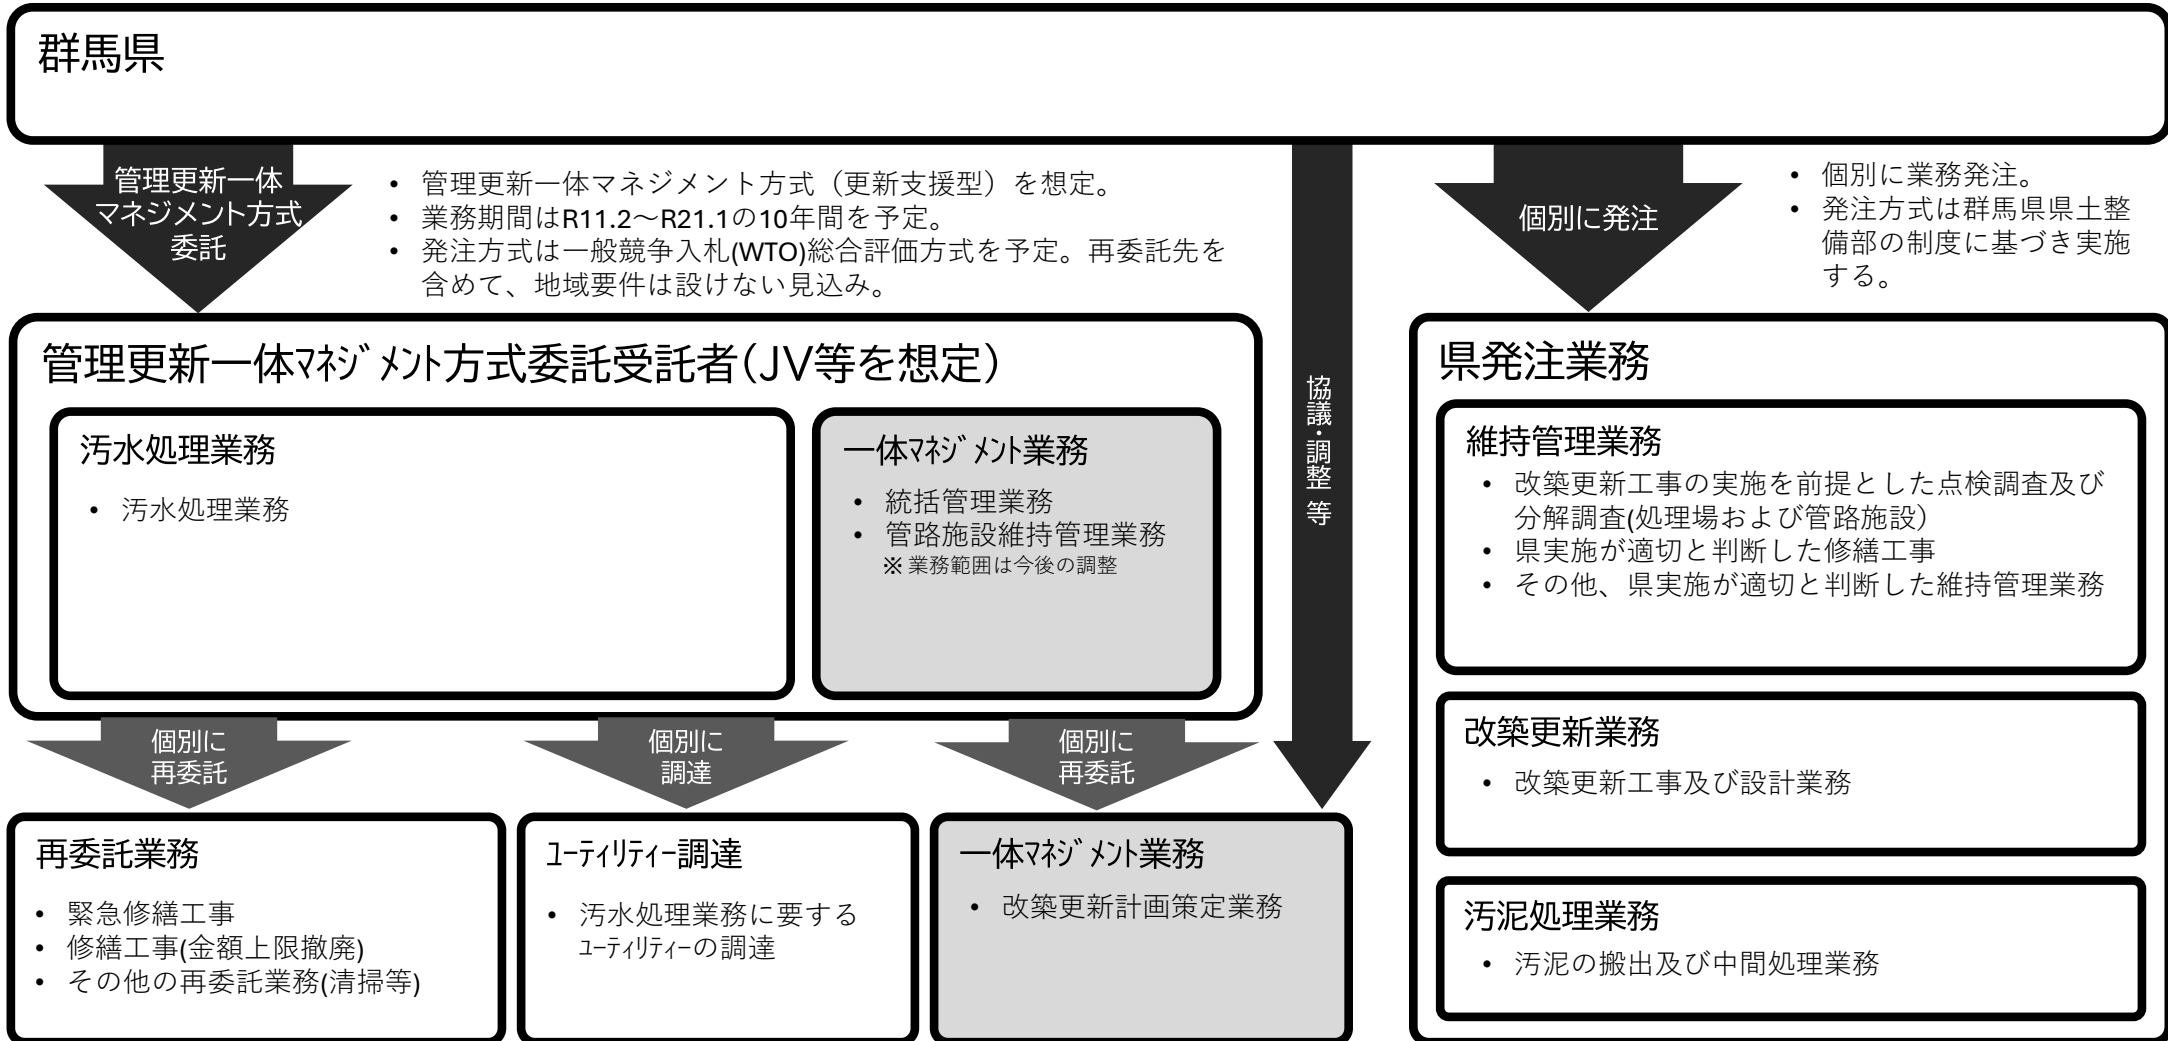 群馬県
管理更新一体
マネジメント方式
委託
• 管理更新一体マネジメント方式（更新支援型）を想定。
• 業務期間はR11.2～R21.1の10年間を予定。
• 発注方式は一般競争入札(WTO)総合評価方式を予定。再委託先を
含めて、地域要件は設けない見込み。
個別に発注
• 個別に業務発注。
• 発注方式は群馬県県土整
備部の制度に基づき実施
する。
管理更新一体ﾏﾈｼﾞﾒﾝﾄ方式委託受託者(JV等を想定)
汚水処理業務
• 汚水処理業務
一体ﾏﾈｼﾞﾒﾝﾄ業務
• 統括管理業務
• 管路施設維持管理業務
※業務範囲は今後の調整
協議・調整 等
県発注業務
維持管理業務
• 改築更新工事の実施を前提とした点検調査及び
分解調査(処理場および管路施設）
• 県実施が適切と判断した修繕工事
• その他、県実施が適切と判断した維持管理業務
改築更新業務
• 改築更新工事及び設計業務
汚泥処理業務
• 汚泥の搬出及び中間処理業務
個別に
再委託
個別に
調達
個別に
再委託
再委託業務
• 緊急修繕工事
• 修繕工事(金額上限撤廃)
• その他の再委託業務(清掃等)
ﾕｰﾃｨﾘﾃｨｰ調達
• 汚水処理業務に要する
ﾕｰﾃｨﾘﾃｨｰの調達
一体ﾏﾈｼﾞﾒﾝﾄ業務
• 改築更新計画策定業務